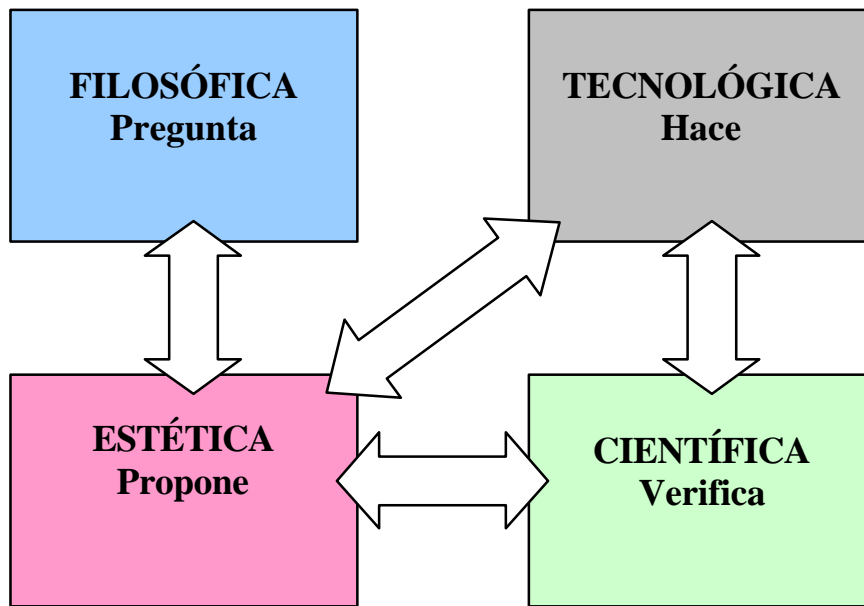 FILOSÓFICA
Pregunta
TECNOLÓGICA
Hace
ESTÉTICA
Propone
CIENTÍFICA
Verifica